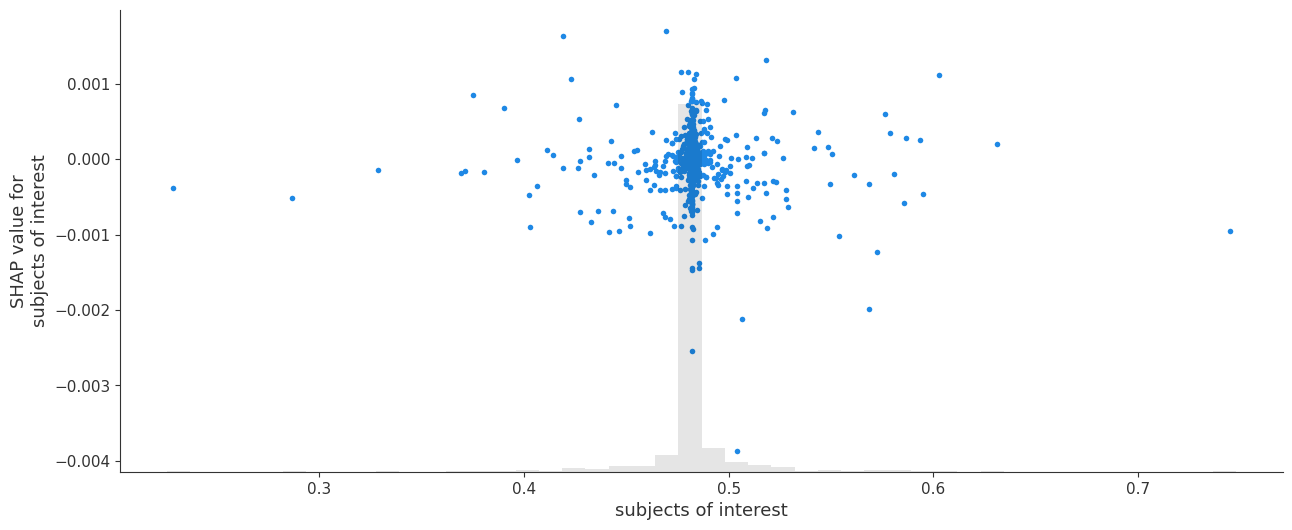 SHAP value for
subjects of interest
0.001
0.000
−0.001
−0.002
−0.003
−0.004
0.3 0.4 0.5 0.6 0.7
subjects of interest